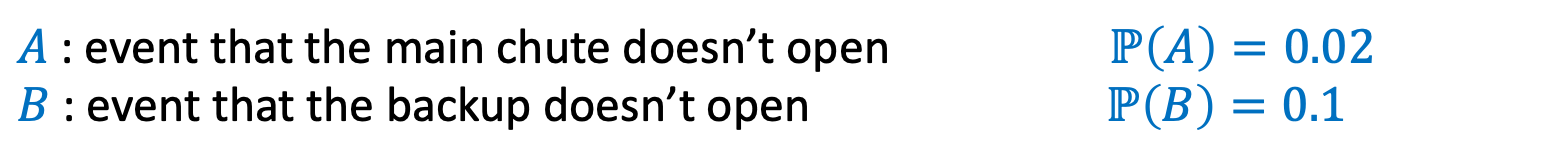 A : event that the main chute doesn’t open ℙ(A) = 0.02
B : event that the backup doesn’t open ℙ(B) = 0.1